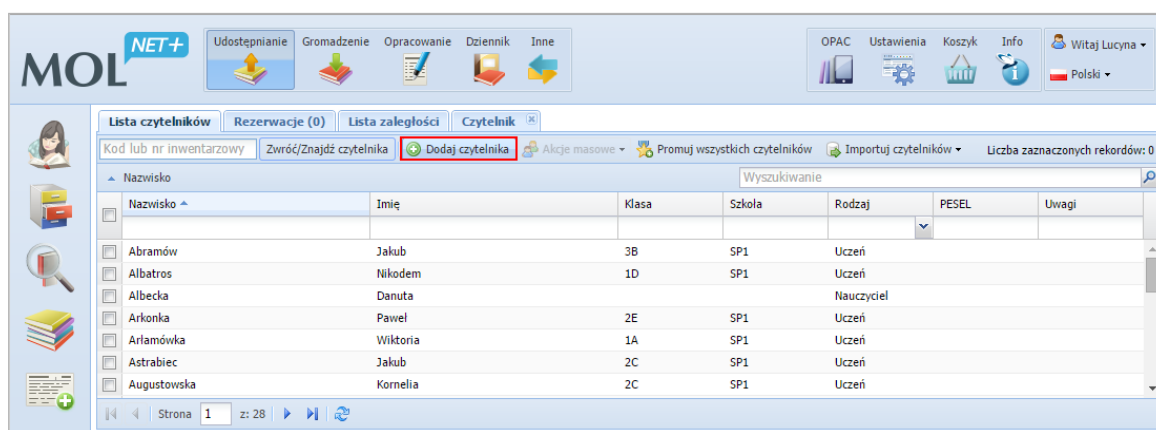 MOL NET+
Udostępnianie Gromadzenie Opracowanie Dziennik Inne
OPAC Ustawienia Koszyk Info
Witaj Lucyna
Polski
Lista czytelników Rezerwacje (0) Lista zaległości Czytelnik
Kod lub nr inwentarzowy Zwróć/Znajdź czytelnika Dodaj czytelnika Akcje masowe Promuj wszystkich czytelników Importuj czytelników Liczba zaznaczonych rekordów: 0
Nazwisko Wyszukiwanie
Nazwisko Imię Klasa Szkoła Rodzaj PESEL Uwagi
Abramów Jakub 3B SP1 Uczeń
Albatros Nikodem 1D SP1 Uczeń
Albecka Danuta Nauczyciel
Arkonka Paweł 2E SP1 Uczeń
Arłamówka Wiktoria 1A SP1 Uczeń
Astrabiec Jakub 2C SP1 Uczeń
Augustowska Kornelia 2C SP1 Uczeń
Strona 1 z: 28